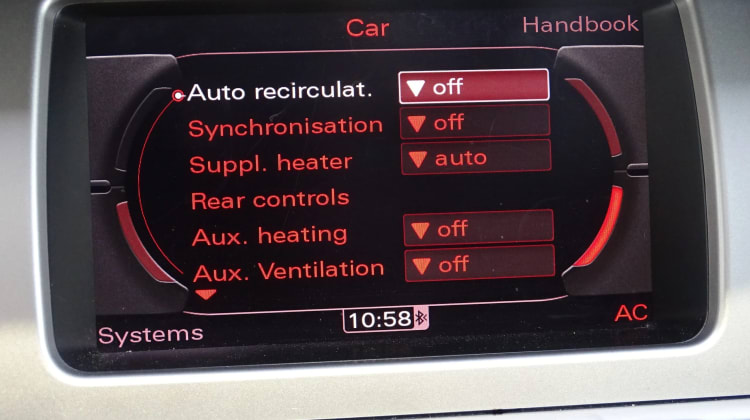 Car
Handbook
Auto recirculat. off
Synchronisation off
Suppl. heater auto
Rear controls
Aux. heating off
Aux. Ventilation off
Systems
10:58
AC